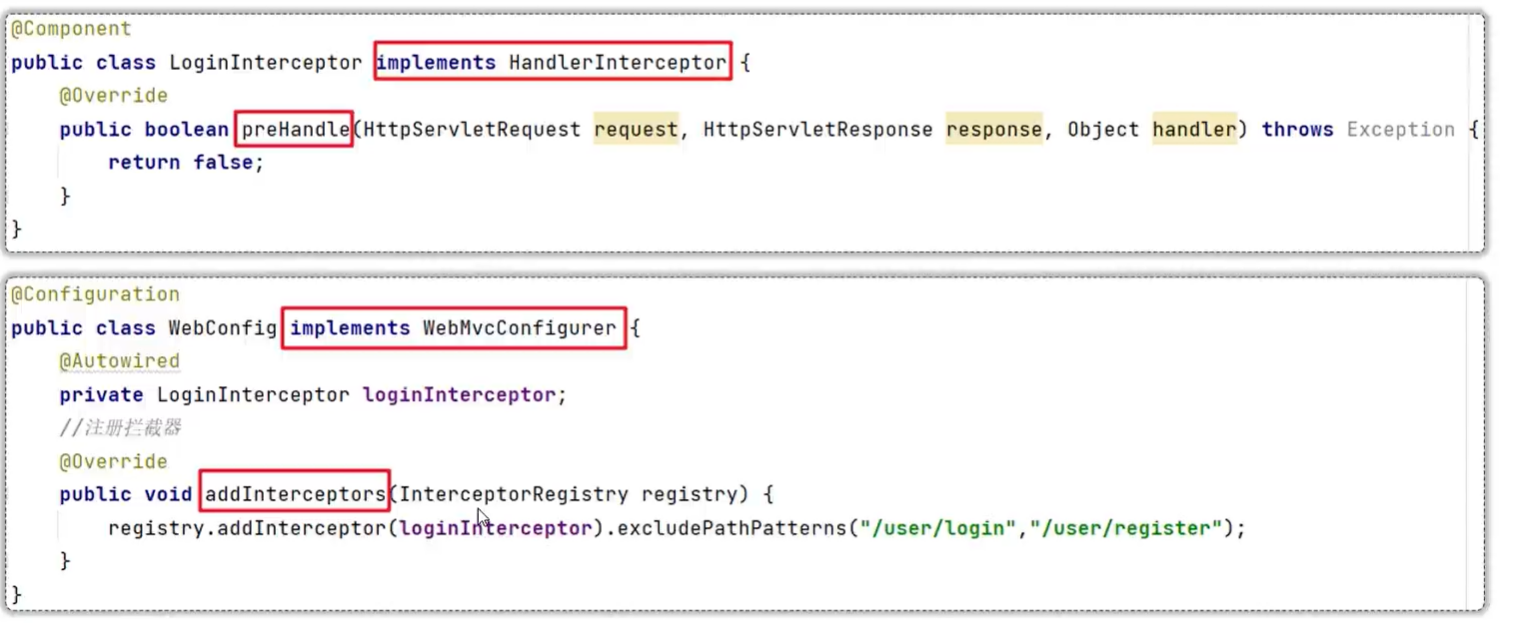 @Component
public class LoginInterceptor implements HandlerInterceptor {
@Override
public boolean preHandle(HttpServletRequest request, HttpServletResponse response, Object handler) throws Exception {
return false;
}
}
@Configuration
public class WebConfig implements WebMvcConfigurer {
@Autowired
private LoginInterceptor loginInterceptor;
//注册拦截器
@Override
public void addInterceptors(InterceptorRegistry registry) {
registry.addInterceptor(loginInterceptor).excludePathPatterns("/user/login","/user/register");
}
}